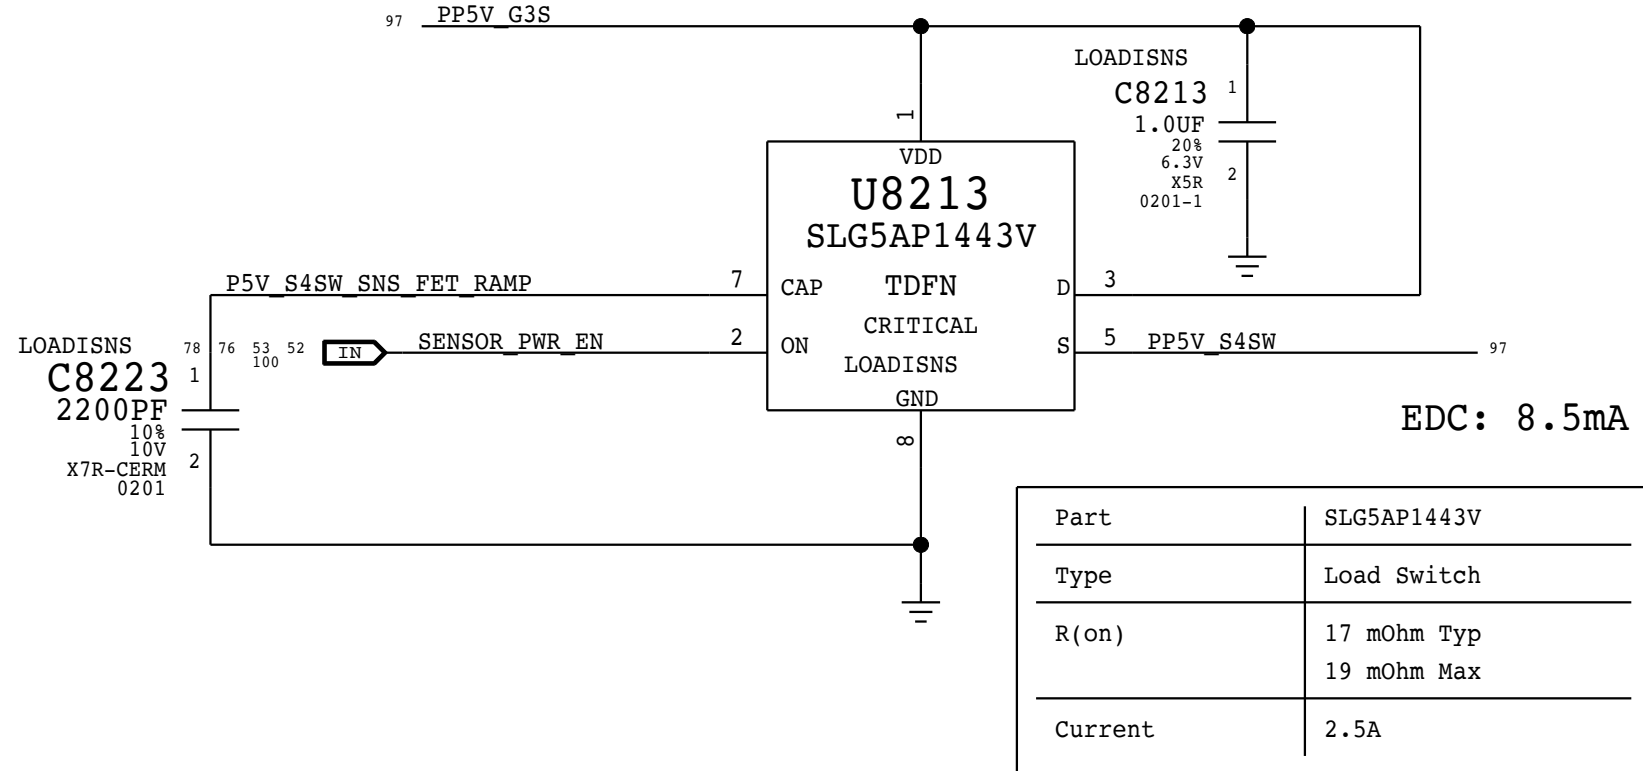 97 PP5V_G3S
LOADISNS
C8213 1
1.0UF
20%
6.3V
X5R 2
0201-1
1
VDD
U8213
SLG5AP1443V
P5V_S4SW_SNS_FET_RAMP 7 CAP TDFN D 3
CRITICAL
LOADISNS 78 76 53 52 IN SENSOR_PWR_EN 2 ON S 5 PP5V_S4SW 97
100
LOADISNS
C8223 1
2200PF
10%
10V
X7R-CERM 2
0201
GND
8
EDC: 8.5mA
Part SLG5AP1443V
Type Load Switch
R(on) 17 mOhm Typ
19 mOhm Max
Current 2.5A